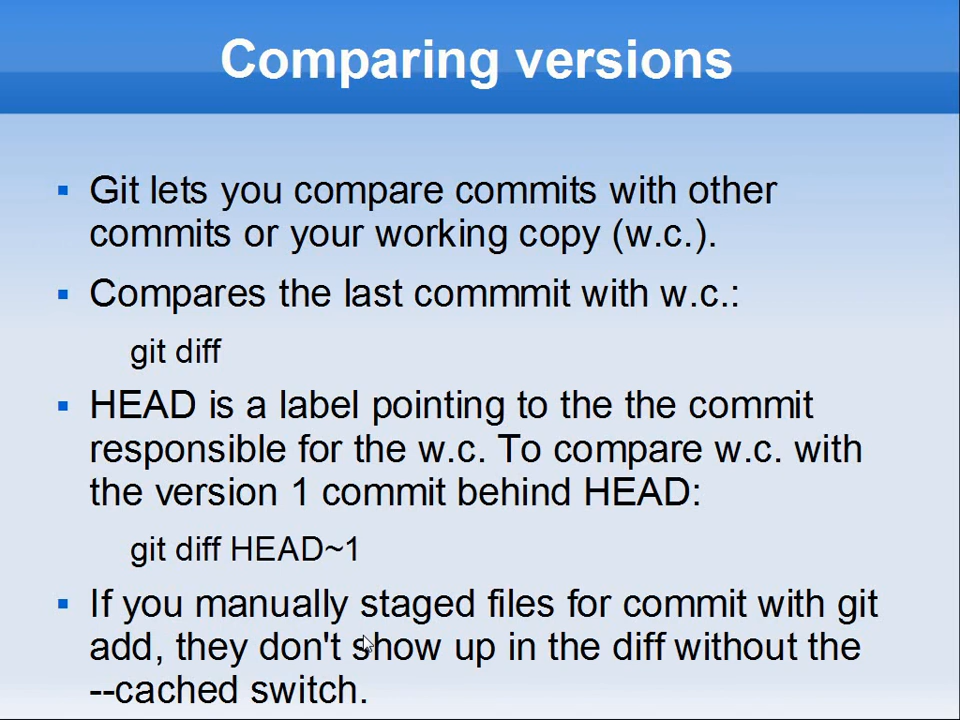 Comparing versions
Git lets you compare commits with other
commits or your working copy (w.c.).
Compares the last commmit with w.c.:
git diff
HEAD is a label pointing to the the commit
responsible for the w.c. To compare w.c. with
the version 1 commit behind HEAD:
git diff HEAD~1
If you manually staged files for commit with git
add, they don't show up in the diff without the
--cached switch.